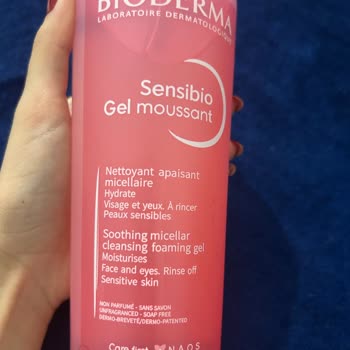 BIODERMA
LABORATOIRE DERMATOLOGIQUE
Sensibio
Gel moussant
Nettoyant apaisant
micellaire
Hydrate
Visage et yeux. À rincer
Peaux sensibles
Soothing micellar
cleansing foaming gel
Moisturises
Face and eyes. Rinse off
Sensitive skin
NON PARFUMÉ - SANS SAVON
UNFRAGRANCED - SOAP FREE
DERMO-BREVETÉ/DERMO-PATENTED
Care first NAOS